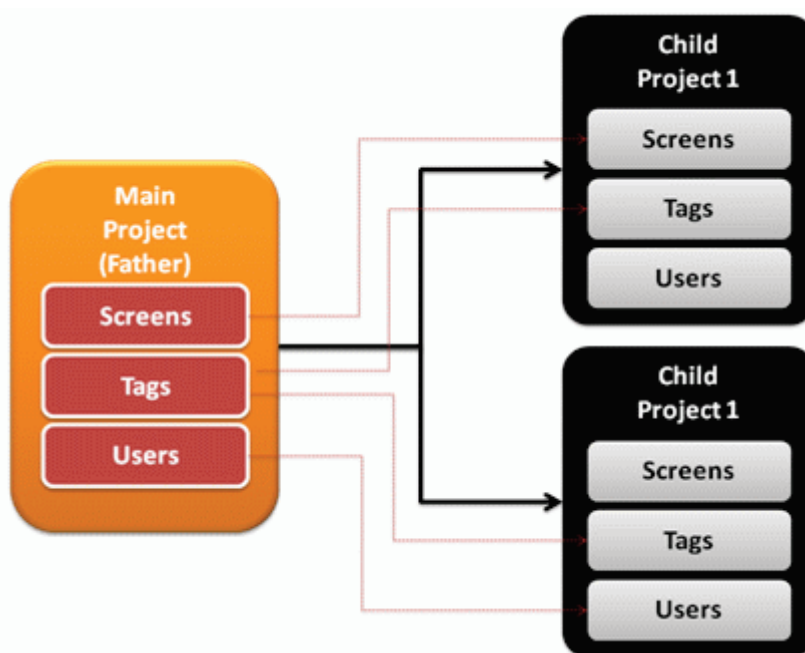 Main
Project
(Father)
Screens
Tags
Users
Child
Project 1
Screens
Tags
Users
Child
Project 1
Screens
Tags
Users